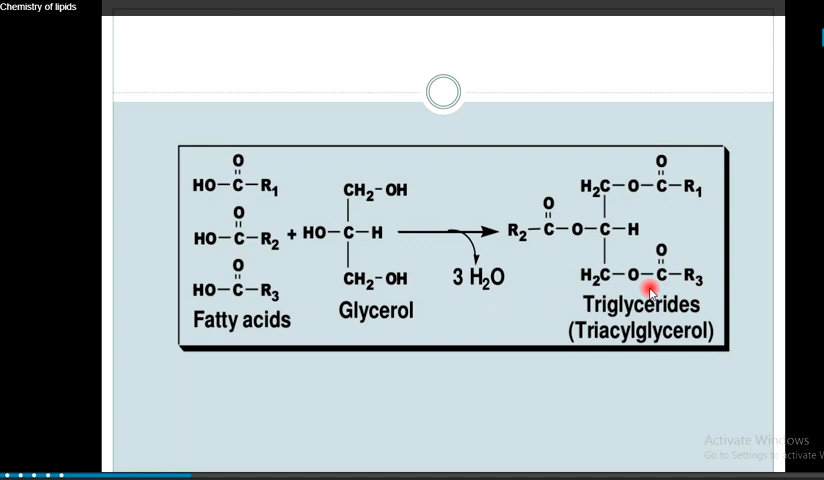 Chemistry of lipids
O
HO-C-R1
O
HO-C-R2
O
HO-C-R3
Fatty acids
+
CH2-OH
HO-C-H
CH2-OH
Glycerol
3 H2O
O
H2C-O-C-R1
O
R2-C-O-C-H
O
H2C-O-C-R3
Triglycerides
(Triacylglycerol)
Activate Windows
Go to Settings to activate